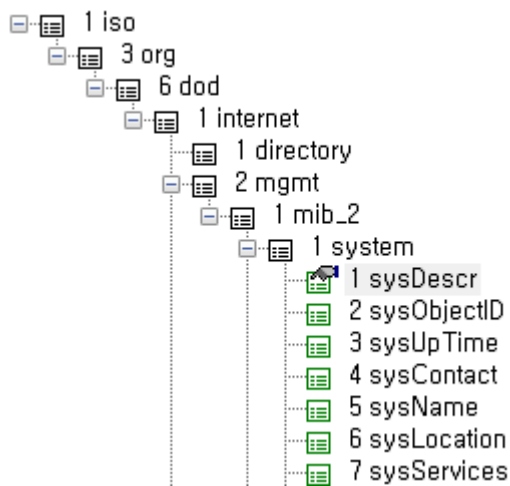 1 iso
3 org
6 dod
1 internet
1 directory
2 mgmt
1 mib_2
1 system
1 sysDescr
2 sysObjectID
3 sysUpTime
4 sysContact
5 sysName
6 sysLocation
7 sysServices